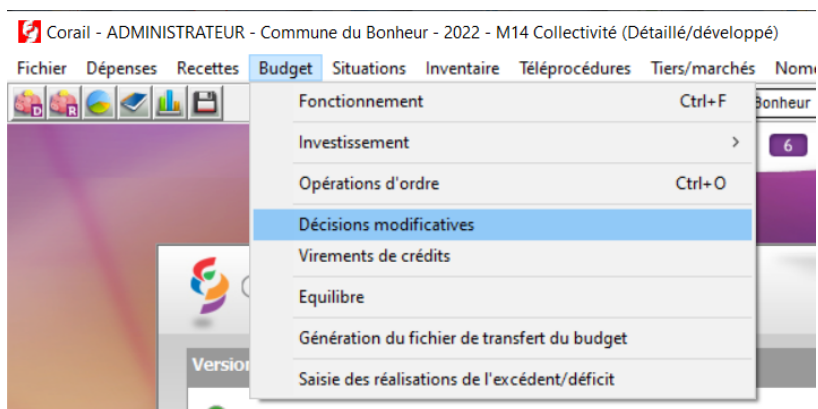 Corail - ADMINISTRATEUR - Commune du Bonheur - 2022 - M14 Collectivité (Détaillé/développé)
Fichier Dépenses Recettes Budget Situations Inventaire Téléprocédures Tiers/marchés
D R Fonctionnement Ctrl+F Bonheur
Investissement > 6
Opérations d'ordre Ctrl+O
Décisions modificatives
Virements de crédits
Equilibre
Génération du fichier de transfert du budget
Saisie des réalisations de l'excédent/déficit